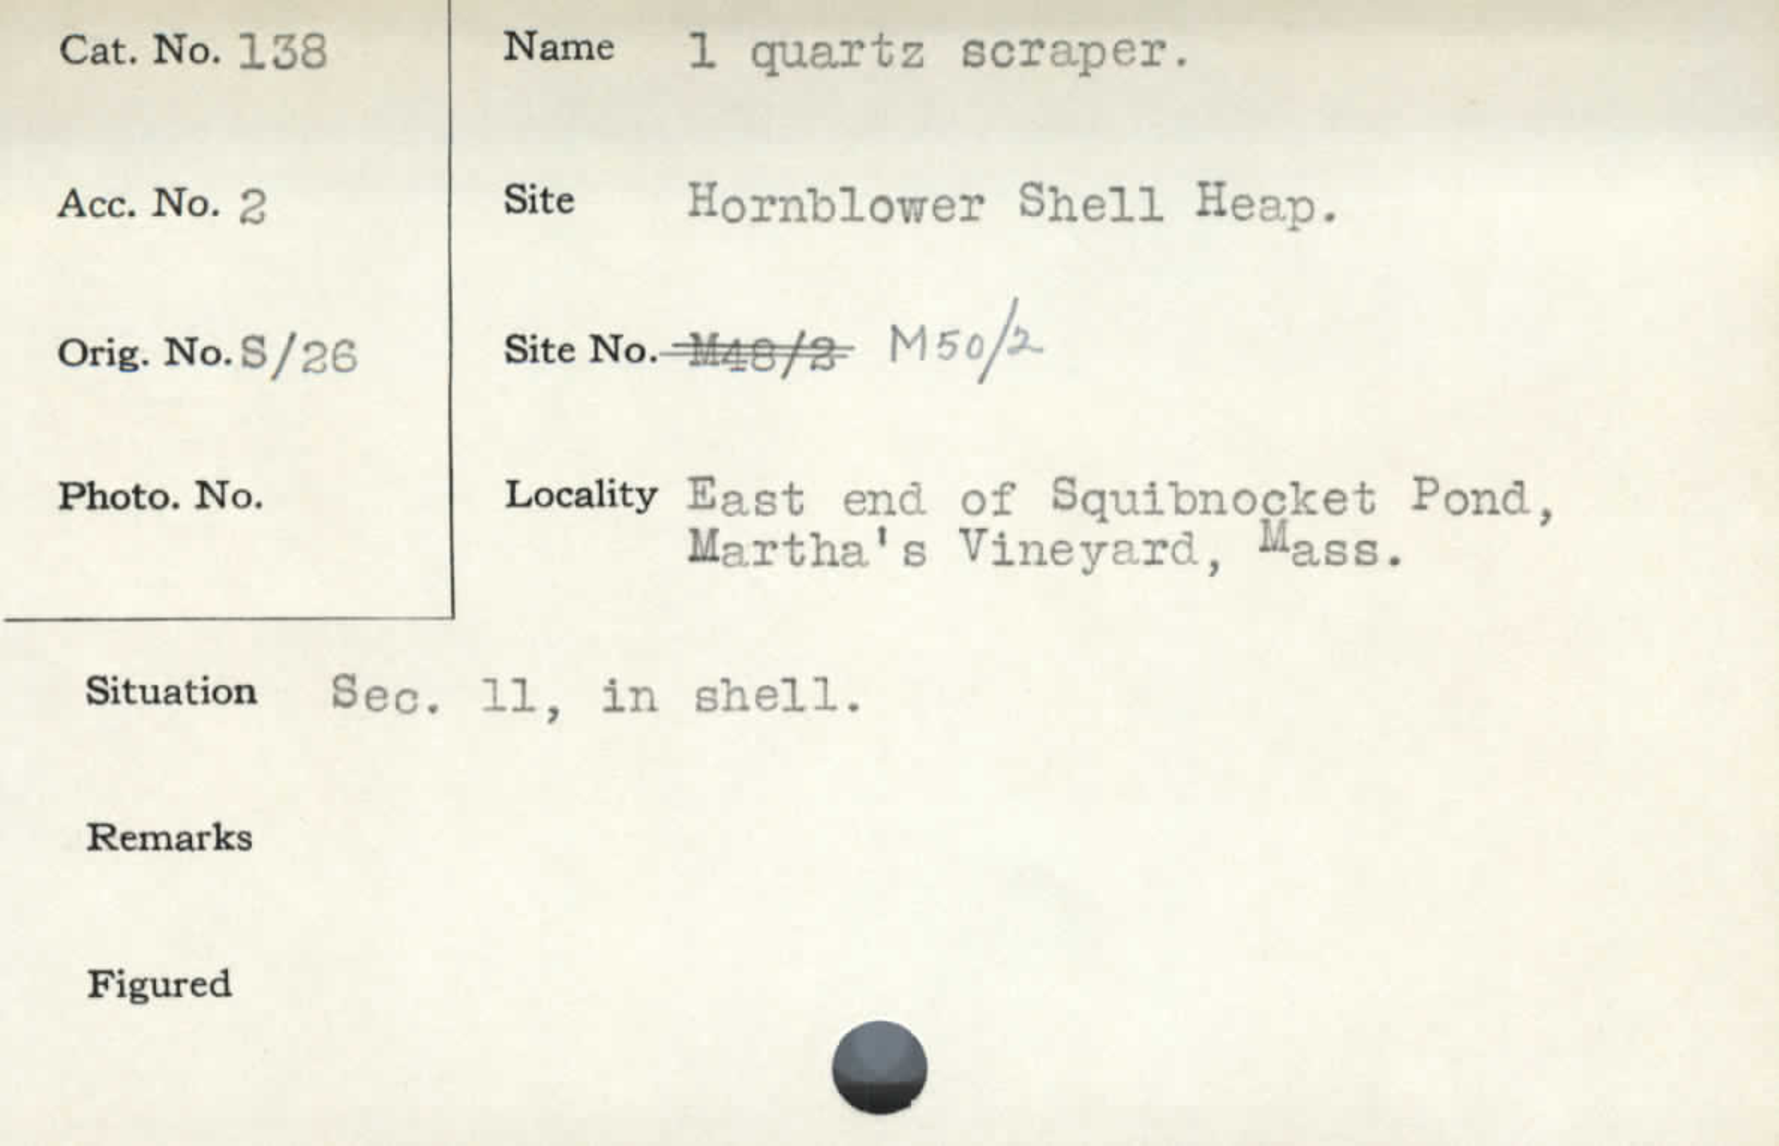 Cat. No. 138
Name 1 quartz scraper.
Acc. No. 2
Site Hornblower Shell Heap.
Orig. No. S/26
Site No. M48/2 M50/2
Photo. No.
Locality East end of Squibnocket Pond,
Martha's Vineyard, Mass.
Situation Sec. 11, in shell.
Remarks
Figured